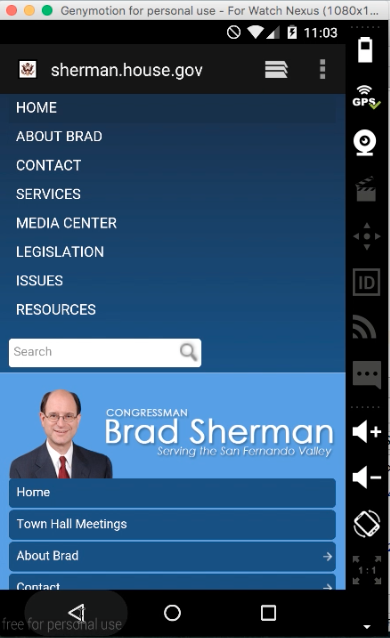 Genymotion for personal use - For Watch Nexus (1080x1...
11:03
sherman.house.gov
GPS
HOME
ABOUT BRAD
CONTACT
SERVICES
MEDIA CENTER
LEGISLATION
ISSUES
RESOURCES
ID
Search
CONGRESSMAN
Brad Sherman
Serving the San Fernando Valley
Home
Town Hall Meetings
About Brad
Contact
1:1
free for personal use